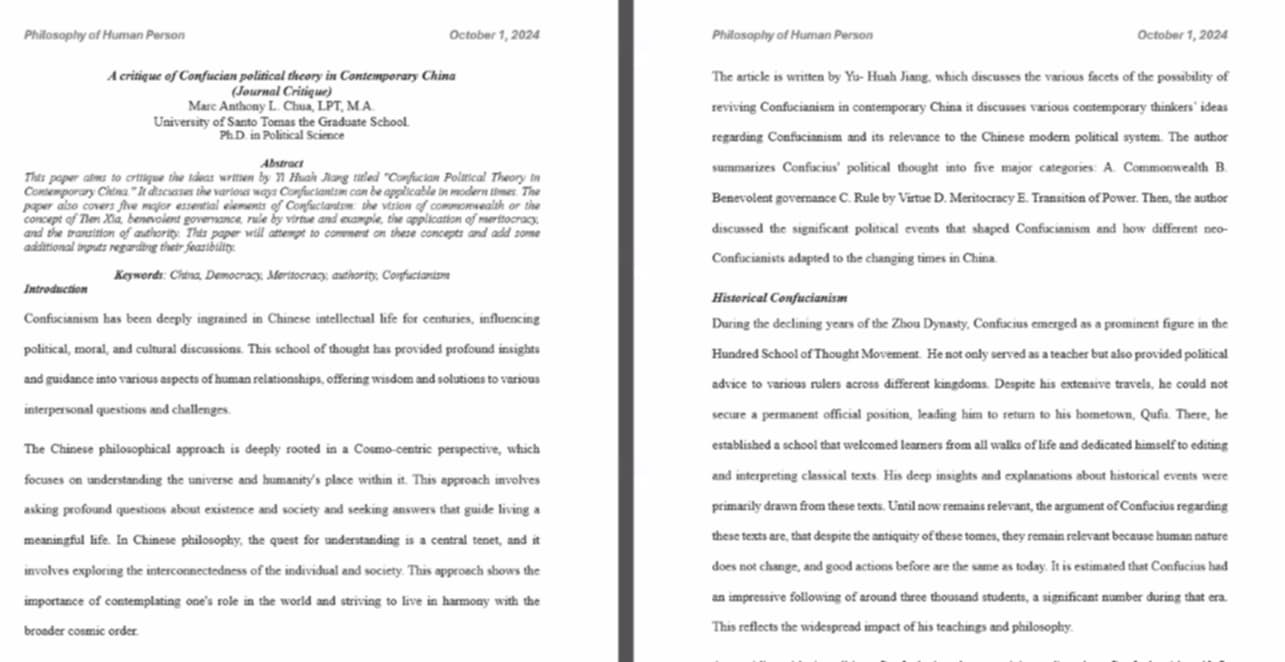 Philosophy of Human Person October 1, 2024
A critique of Confucian political theory in Contemporary China
(Journal Critique)
Marc Anthony L. Chua, LPT, M.A.
University of Santo Tomas the Graduate School.
Ph.D. in Political Science
Abstract
This paper aims to critique the ideas written by Yi Huah Jiang titled "Confucian Political Theory in
Contemporary China." It discusses the various ways Confucianism can be applicable in modern times. The
paper also covers five major essential elements of Confucianism: the vision of commonwealth or the
concept of Tien Xia, benevolent governance, rule by virtue and example, the application of meritocracy,
and the transition of authority. This paper will attempt to comment on these concepts and add some
additional inputs regarding their feasibility.
Keywords: China, Democracy, Meritocracy, authority, Confucianism
Introduction
Confucianism has been deeply ingrained in Chinese intellectual life for centuries, influencing
political, moral, and cultural discussions. This school of thought has provided profound insights
and guidance into various aspects of human relationships, offering wisdom and solutions to various
interpersonal questions and challenges.
The Chinese philosophical approach is deeply rooted in a Cosmo-centric perspective, which
focuses on understanding the universe and humanity's place within it. This approach involves
asking profound questions about existence and society and seeking answers that guide living a
meaningful life. In Chinese philosophy, the quest for understanding is a central tenet, and it
involves exploring the interconnectedness of the individual and society. This approach shows the
importance of contemplating one's role in the world and striving to live in harmony with the
broader cosmic order.
Philosophy of Human Person October 1, 2024
The article is written by Yu- Huah Jiang, which discusses the various facets of the possibility of
reviving Confucianism in contemporary China it discusses various contemporary thinkers' ideas
regarding Confucianism and its relevance to the Chinese modern political system. The author
summarizes Confucius' political thought into five major categories: A. Commonwealth B.
Benevolent governance C. Rule by Virtue D. Meritocracy E. Transition of Power. Then, the author
discussed the significant political events that shaped Confucianism and how different neo-
Confucianists adapted to the changing times in China.
Historical Confucianism
During the declining years of the Zhou Dynasty, Confucius emerged as a prominent figure in the
Hundred School of Thought Movement. He not only served as a teacher but also provided political
advice to various rulers across different kingdoms. Despite his extensive travels, he could not
secure a permanent official position, leading him to return to his hometown, Qufu. There, he
established a school that welcomed learners from all walks of life and dedicated himself to editing
and interpreting classical texts. His deep insights and explanations about historical events were
primarily drawn from these texts. Until now remains relevant, the argument of Confucius regarding
these texts are, that despite the antiquity of these tomes, they remain relevant because human nature
does not change, and good actions before are the same as today. It is estimated that Confucius had
an impressive following of around three thousand students, a significant number during that era.
This reflects the widespread impact of his teachings and philosophy.